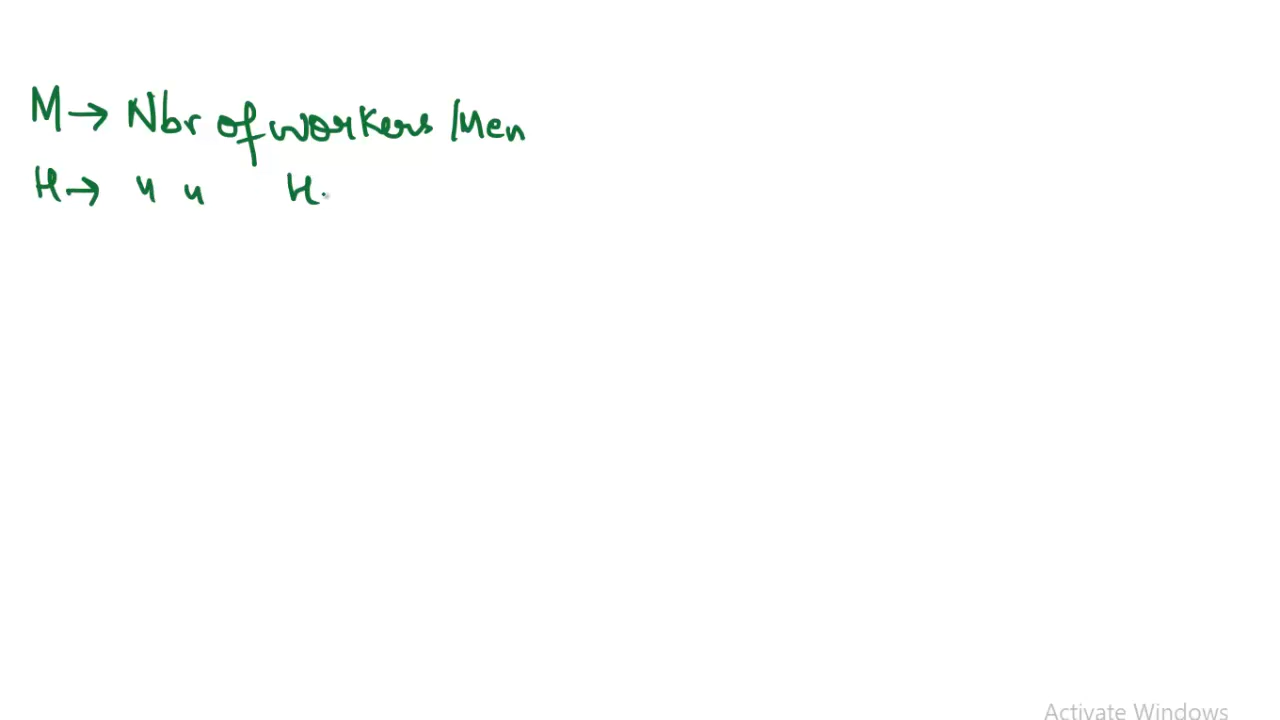 M → Nbr of workers/Men
H → " " H
Activate Windows